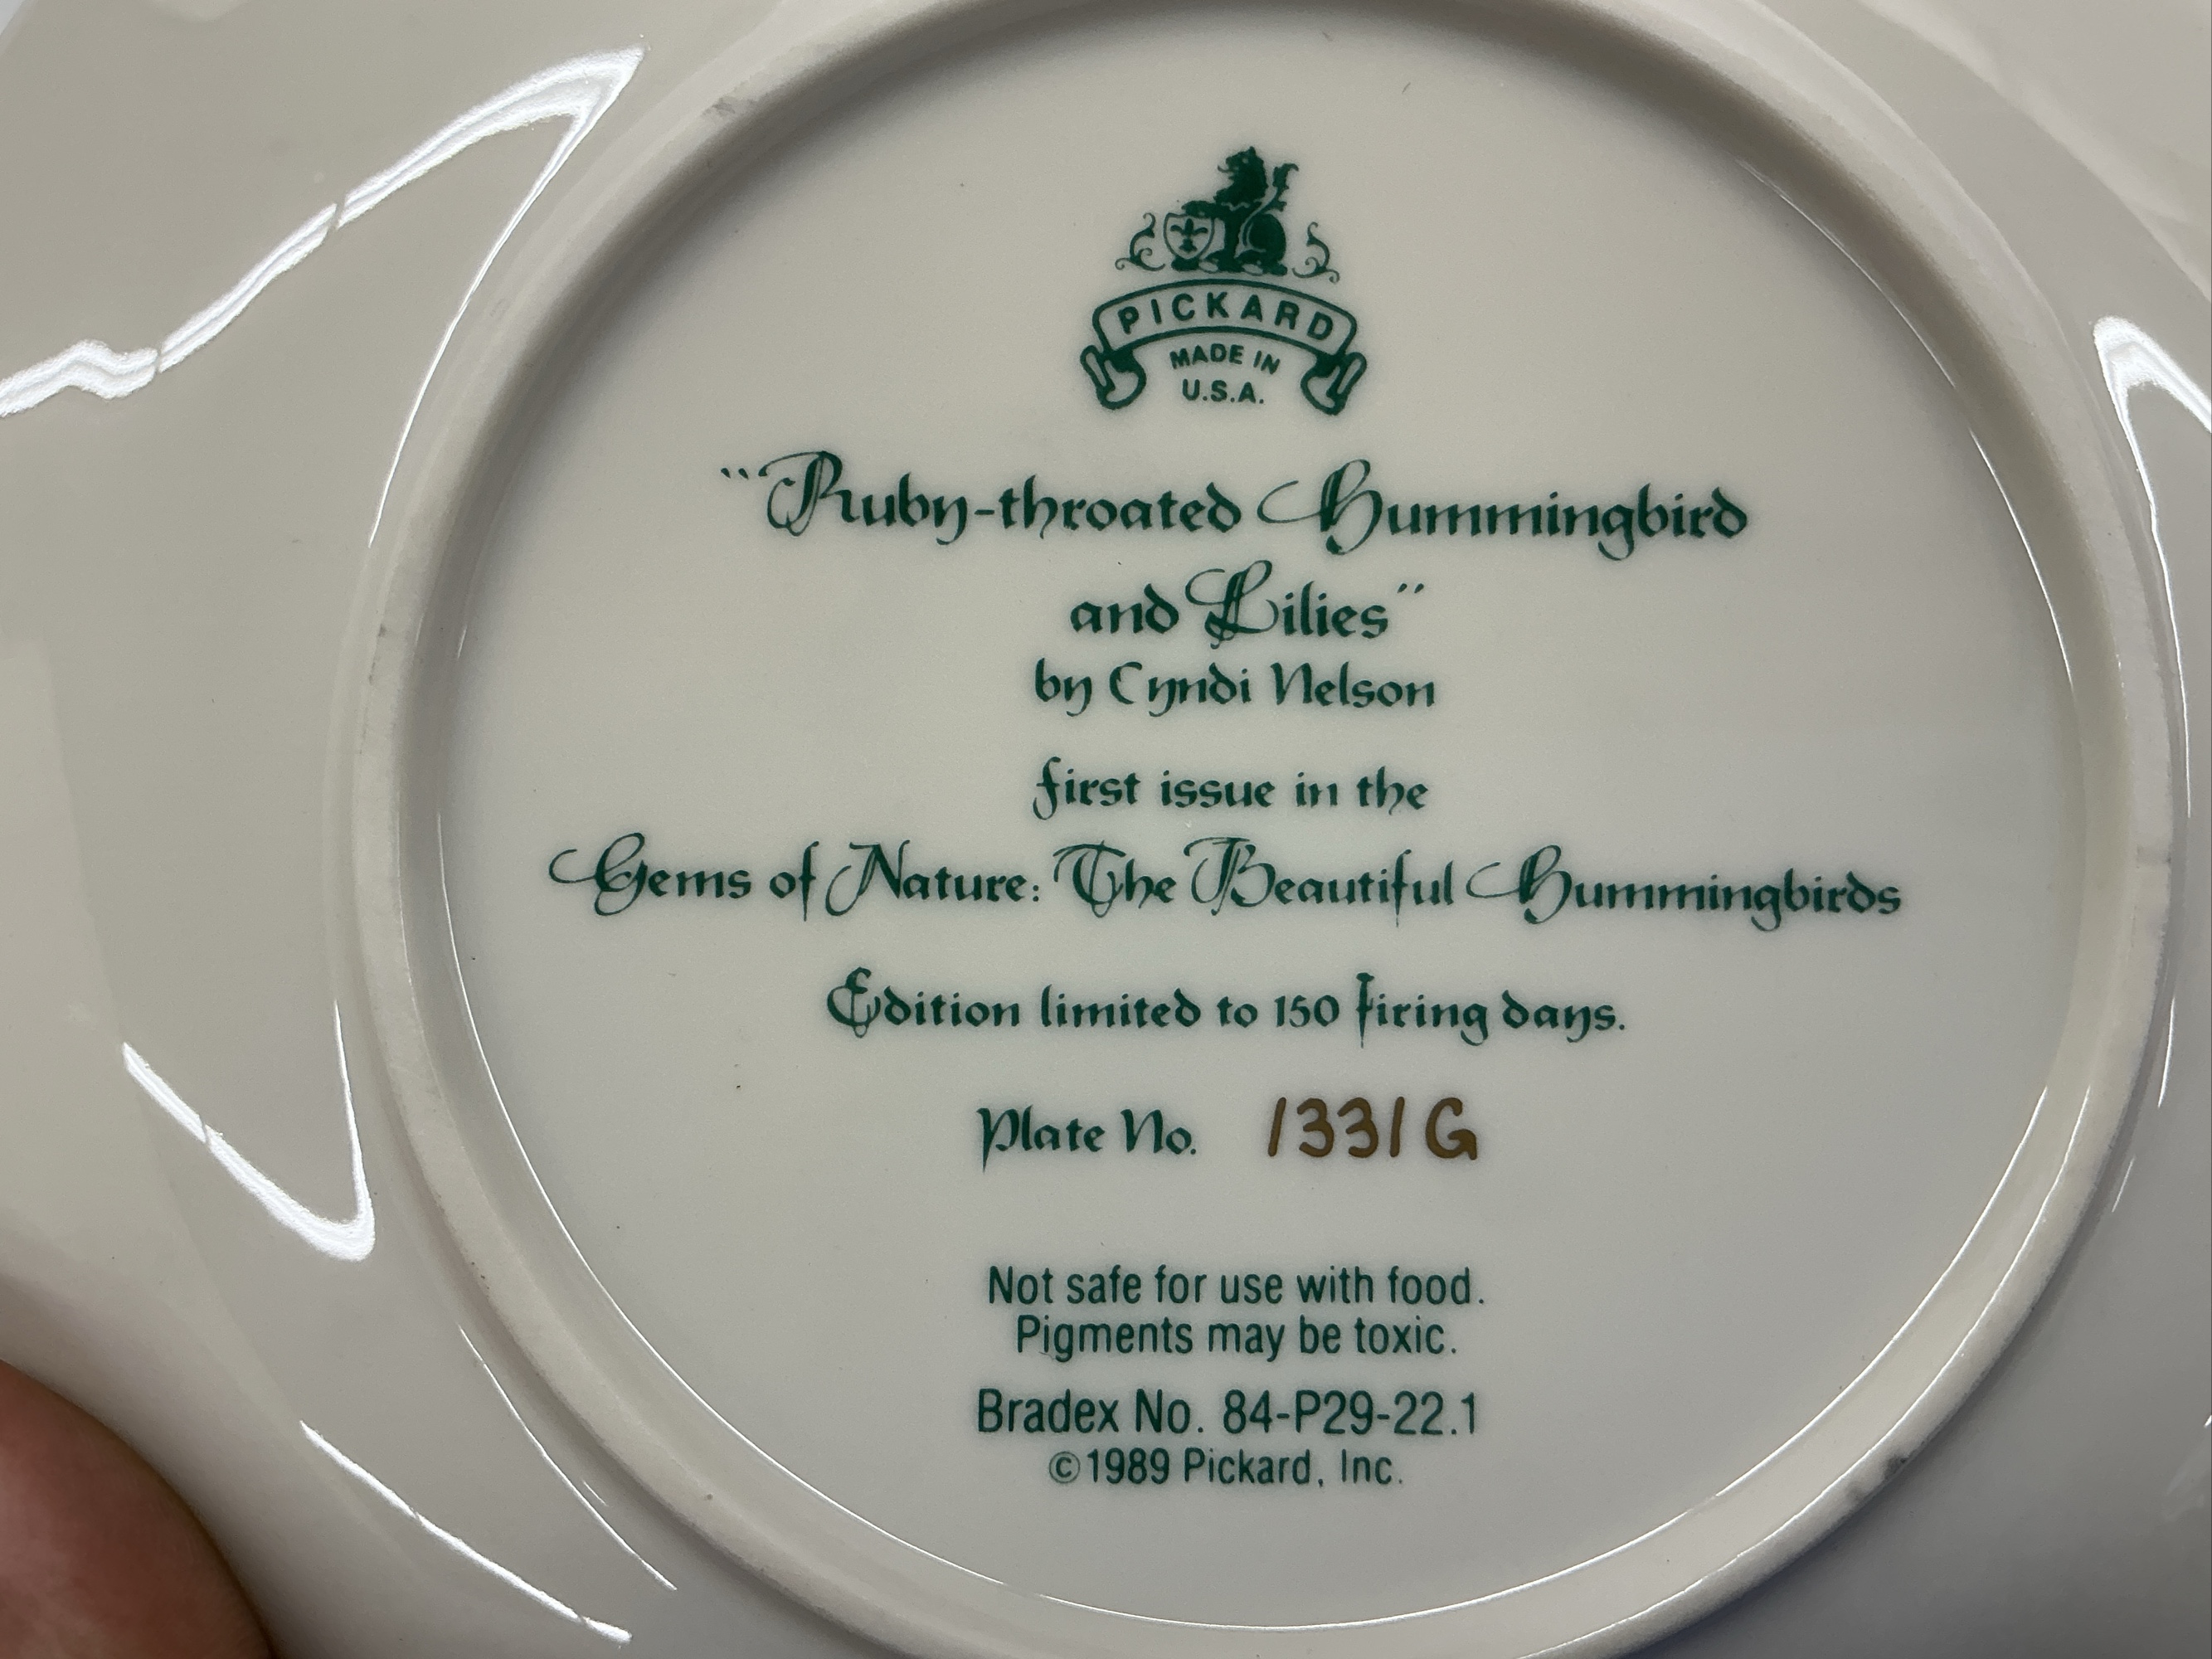 PICKARD
MADE IN
U.S.A.
"Ruby-throated Hummingbird
and Lilies"
by Cyndi Nelson
first issue in the
Gems of Nature: The Beautiful Hummingbirds
Edition limited to 150 firing days.
Plate No. 1331G
Not safe for use with food.
Pigments may be toxic.
Bradex No. 84-P29-22.1
©1989 Pickard, Inc.